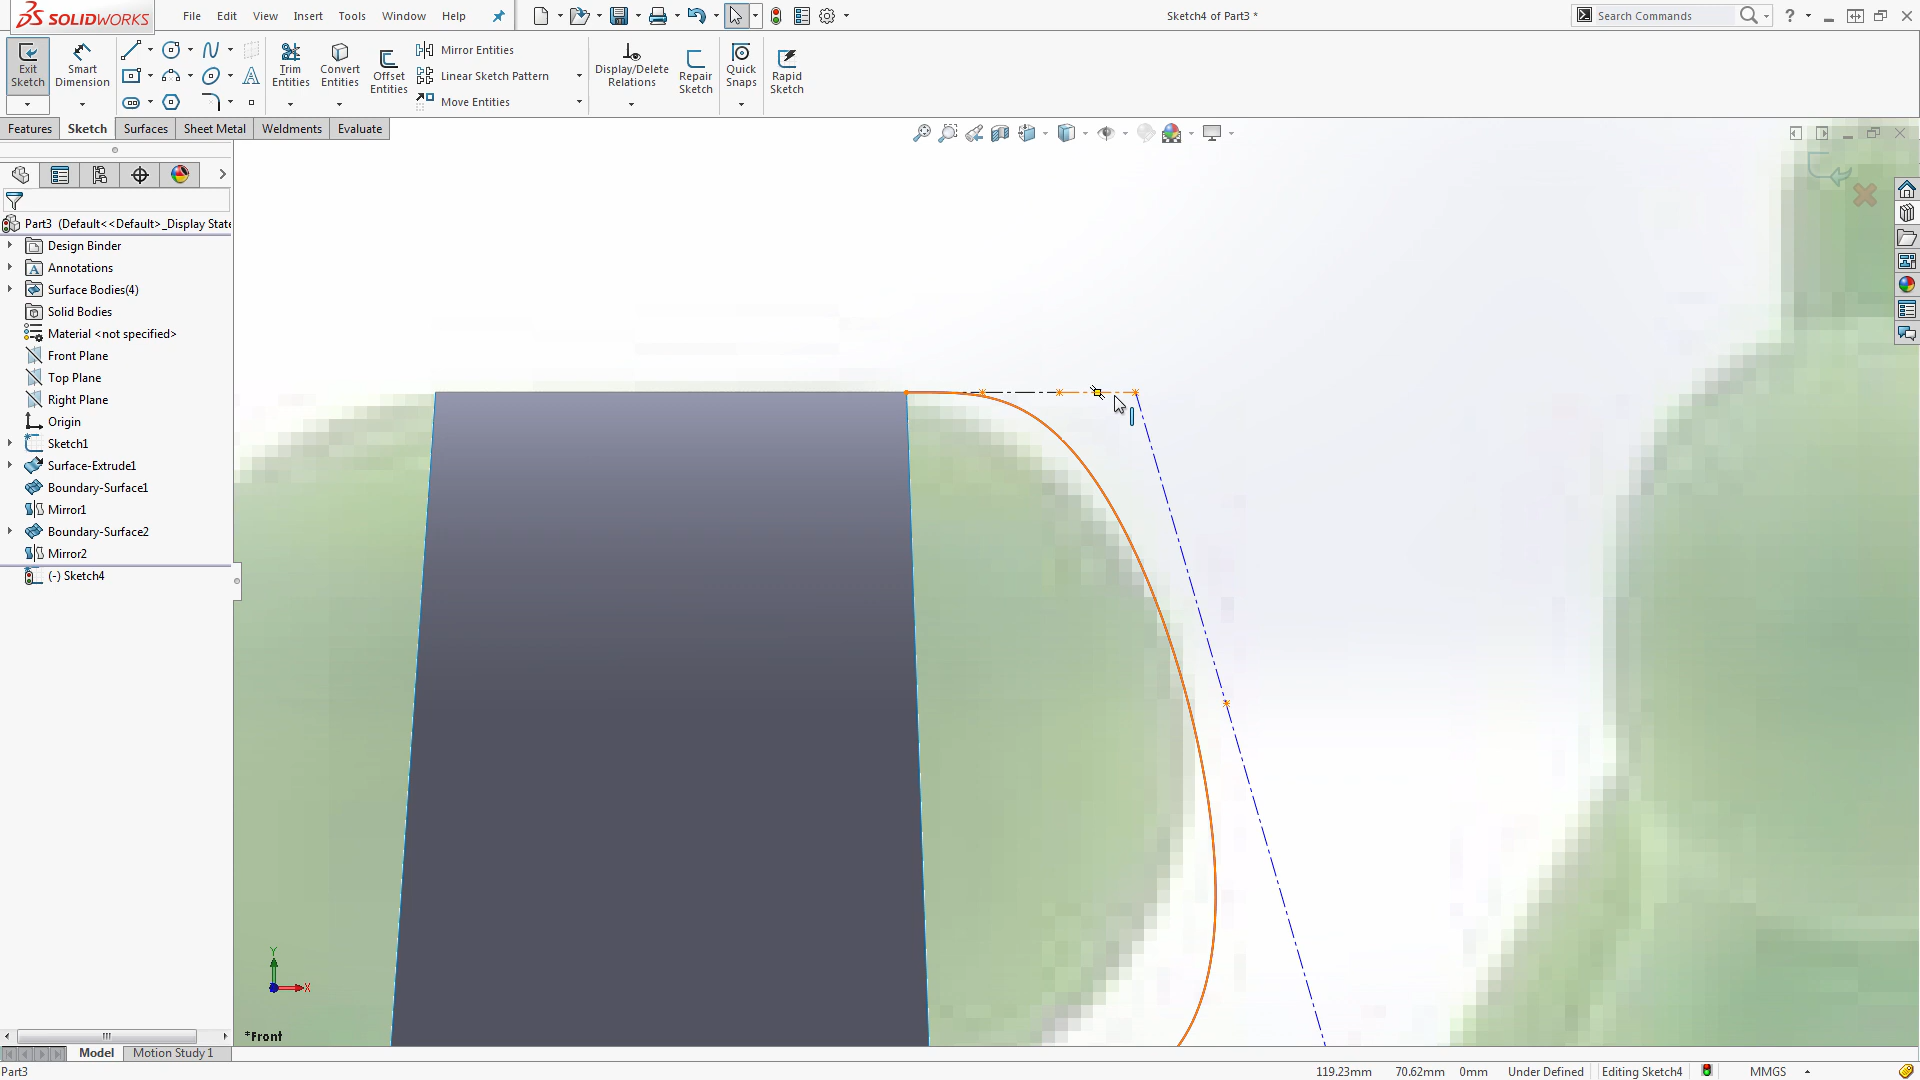 SOLIDWORKS
File Edit View Insert Tools Window Help
Sketch4 of Part3 *
Search Commands
Exit Sketch
Smart Dimension
Trim Entities
Convert Entities
Offset Entities
Mirror Entities
Linear Sketch Pattern
Move Entities
Display/Delete Relations
Repair Sketch
Quick Snaps
Rapid Sketch
Features Sketch Surfaces Sheet Metal Weldments Evaluate
Part3 (Default<<Default>_Display State
Design Binder
Annotations
Surface Bodies(4)
Solid Bodies
Material <not specified>
Front Plane
Top Plane
Right Plane
Origin
Sketch1
Surface-Extrude1
Boundary-Surface1
Mirror1
Boundary-Surface2
Mirror2
(-) Sketch4
Y
X
*Front
Model Motion Study 1
Part3 119.23mm 70.62mm 0mm Under Defined Editing Sketch4 MMGS